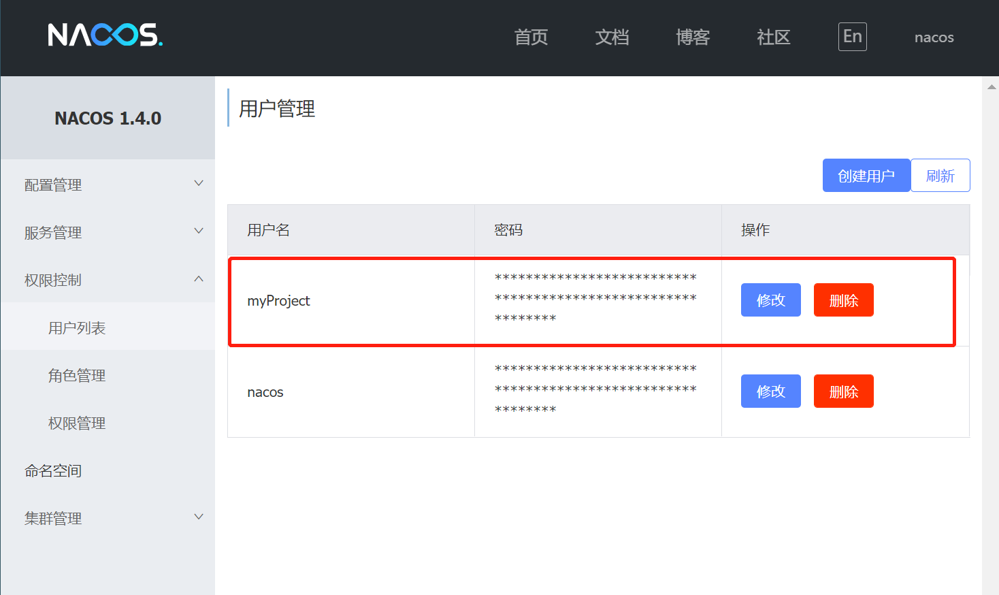 NACOS.
首页
文档
博客
社区
En
nacos
NACOS 1.4.0
配置管理
服务管理
权限控制
用户列表
角色管理
权限管理
命名空间
集群管理
用户管理
创建用户
刷新
用户名
密码
操作
myProject
**************************
**************************
********
修改
删除
nacos
**************************
**************************
********
修改
删除